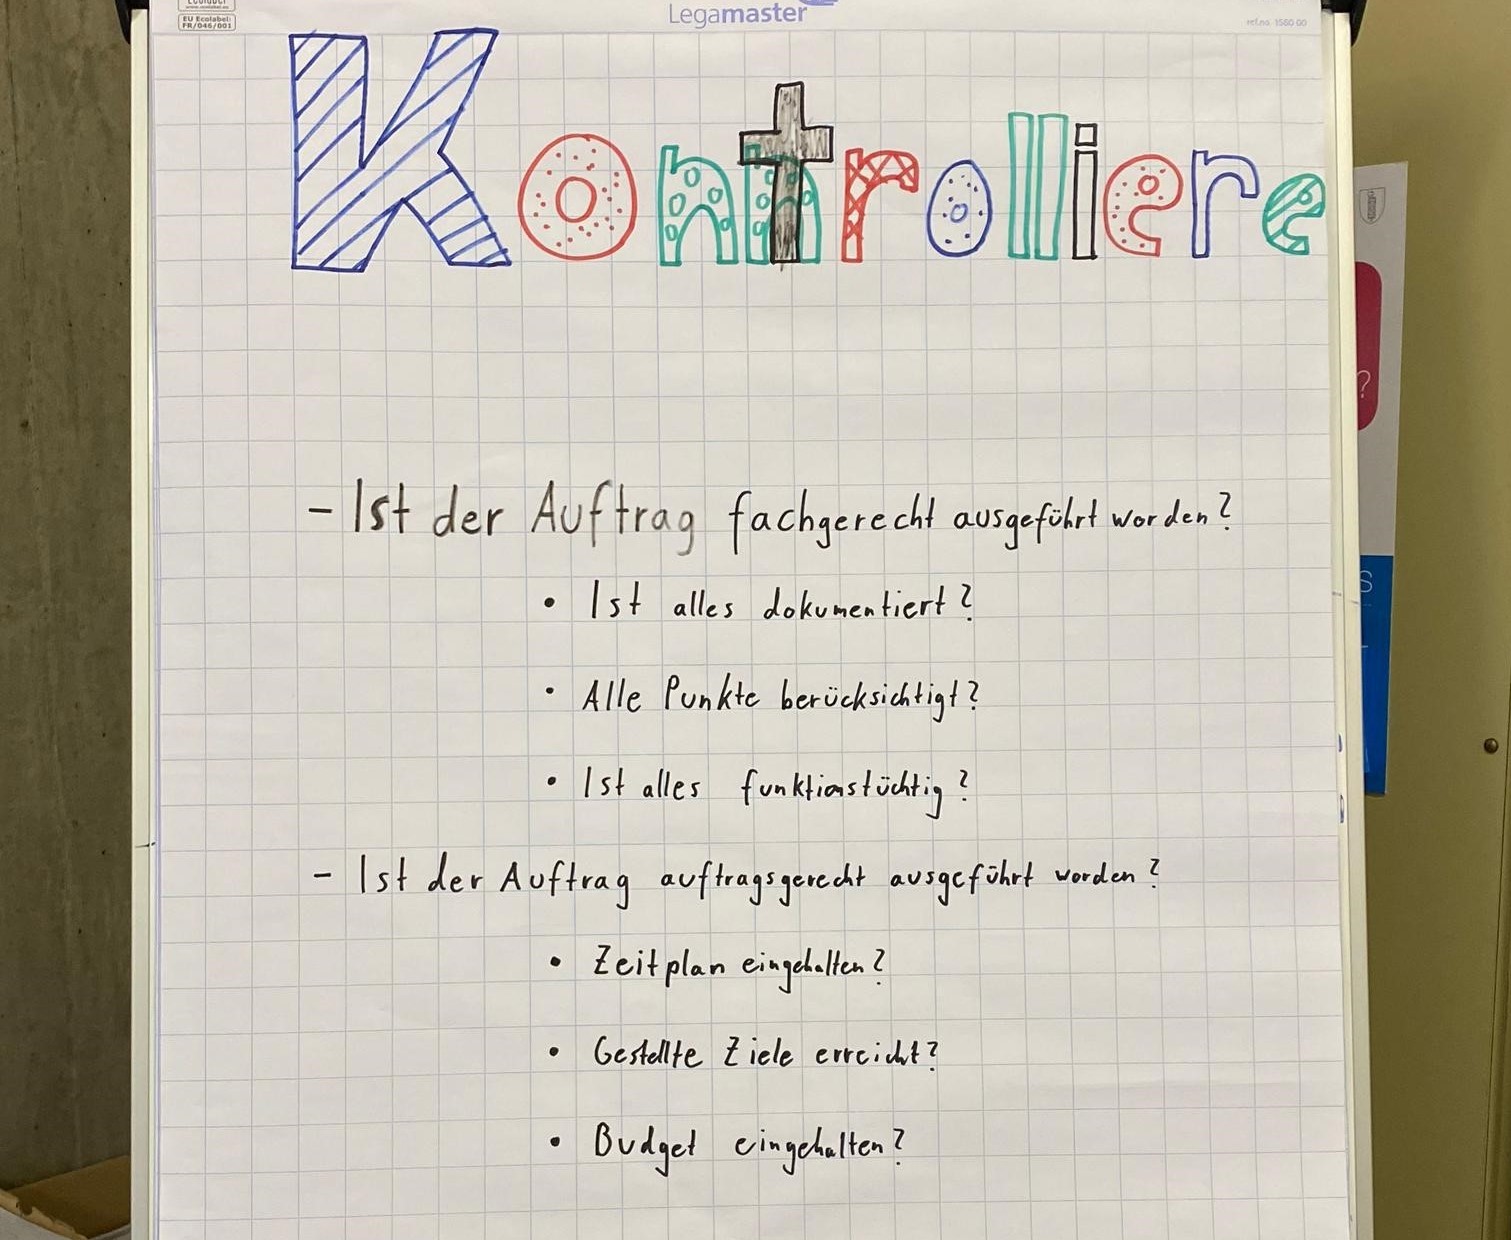 EU Ecolabel:
FR/046/001
Legamaster
ref.no. 1560 00
Kontrolliere
- Ist der Auftrag fachgerecht ausgeführt worden?
• Ist alles dokumentiert?
• Alle Punkte berücksichtigt?
• Ist alles funktionstüchtig?
- Ist der Auftrag auftragsgerecht ausgeführt worden?
• Zeitplan eingehalten?
• Gestellte Ziele erreicht?
• Budget eingehalten?
?
S